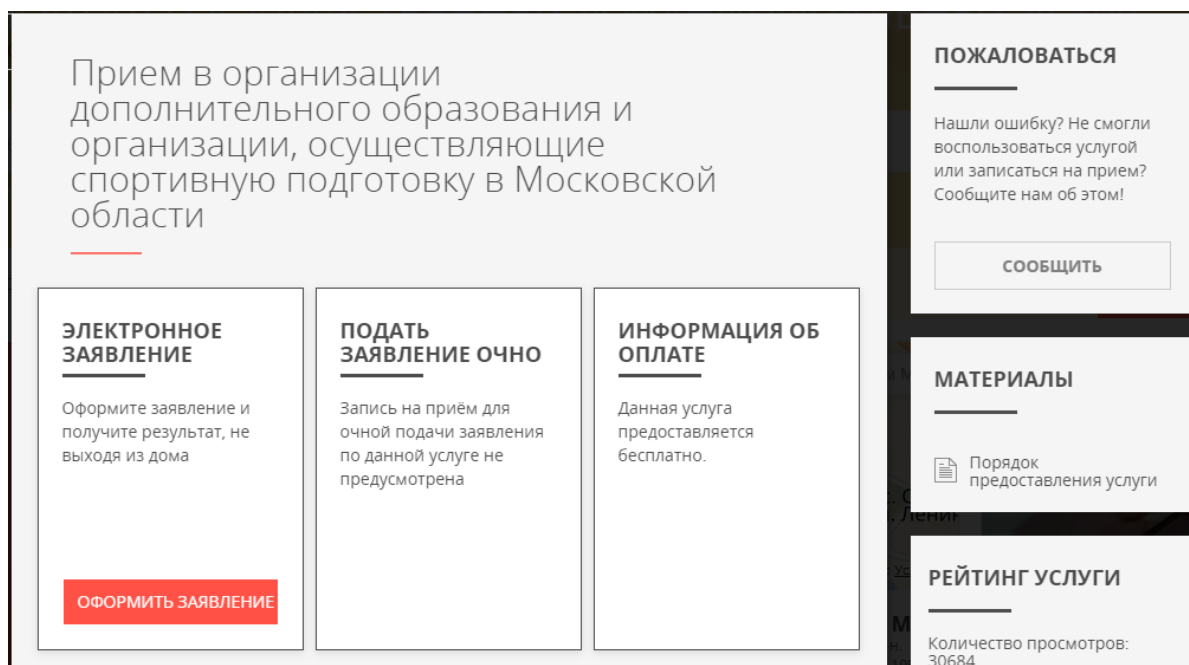 Прием в организации
дополнительного образования и
организации, осуществляющие
спортивную подготовку в Московской
области
ЭЛЕКТРОННОЕ
ЗАЯВЛЕНИЕ
Оформите заявление и
получите результат, не
выходя из дома
ОФОРМИТЬ ЗАЯВЛЕНИЕ
ПОДАТЬ
ЗАЯВЛЕНИЕ ОЧНО
Запись на приём для
очной подачи заявления
по данной услуге не
предусмотрена
ИНФОРМАЦИЯ ОБ
ОПЛАТЕ
Данная услуга
предоставляется
бесплатно.
ПОЖАЛОВАТЬСЯ
Нашли ошибку? Не смогли
воспользоваться услугой
или записаться на прием?
Сообщите нам об этом!
СООБЩИТЬ
МАТЕРИАЛЫ
Порядок
предоставления услуги
РЕЙТИНГ УСЛУГИ
Количество просмотров:
30684